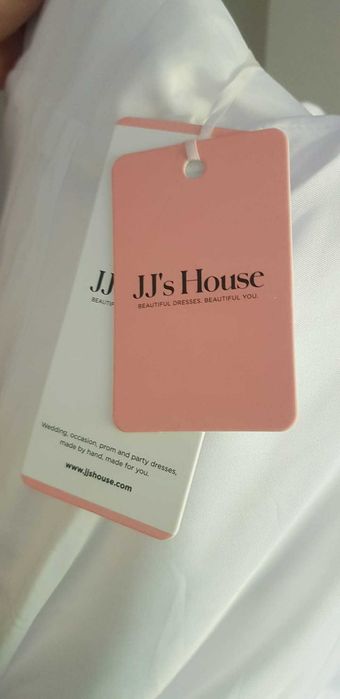 JJ's House
BEAUTIFUL DRESSES. BEAUTIFUL YOU.
JJ
BEAUTIF
Wedding, occasion, prom and party dresses,
made by hand, made for you.
www.jjshouse.com